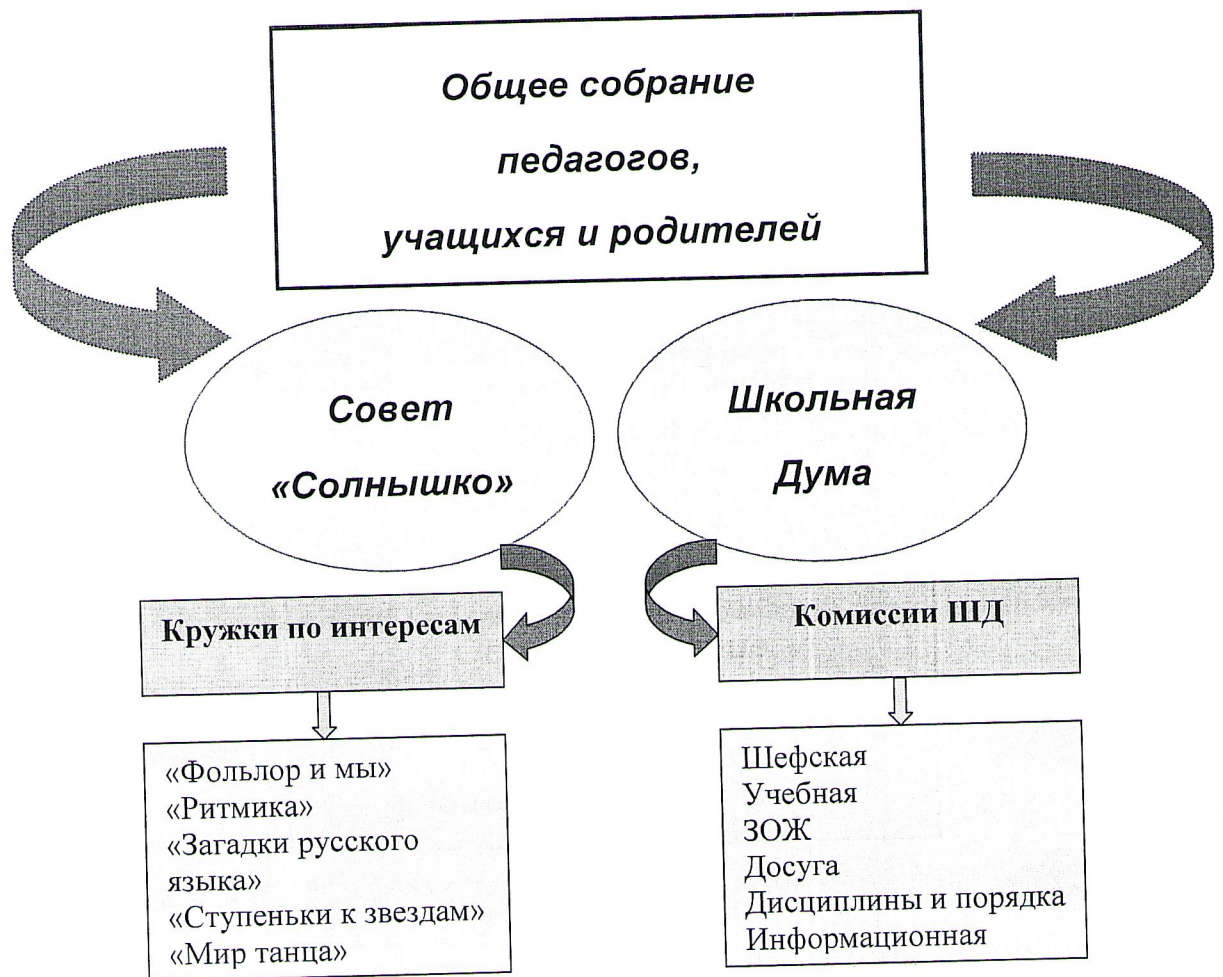 Общее собрание
педагогов,
учащихся и родителей
Совет
«Солнышко»
Школьная
Дума
Кружки по интересам
Комиссии ШД
«Фольлор и мы»
«Ритмика»
«Загадки русского
языка»
«Ступеньки к звездам»
«Мир танца»
Шефская
Учебная
ЗОЖ
Досуга
Дисциплины и порядка
Информационная